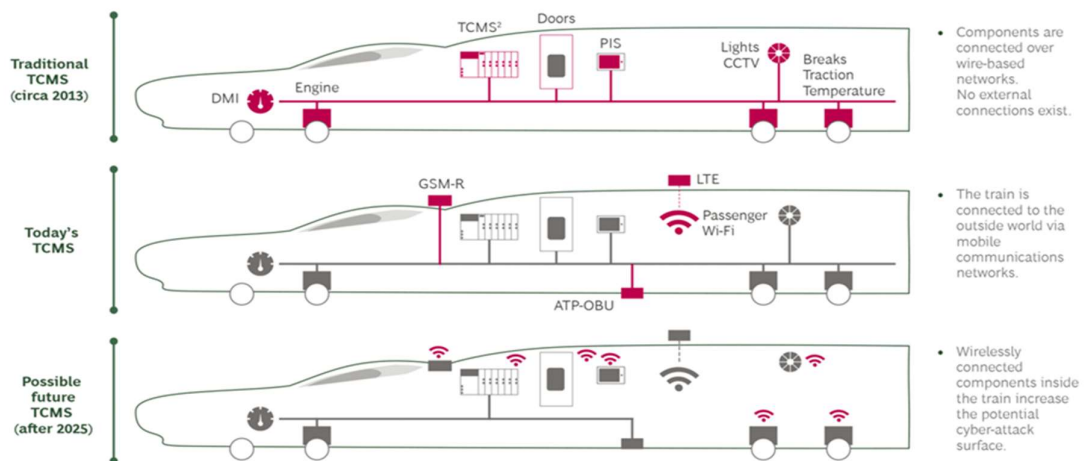 Traditional
TCMS
(circa 2013)
DMI
Engine
TCMS²
Doors
PIS
Lights
CCTV
Breaks
Traction
Temperature
• Components are
connected over
wire-based
networks.
No external
connections exist.
Today's
TCMS
GSM-R
ATP-OBU
LTE
Passenger
Wi-Fi
• The train is
connected to the
outside world via
mobile
communications
networks.
Possible
future
TCMS
(after 2025)
• Wirelessly
connected
components inside
the train increase
the potential
cyber-attack
surface.